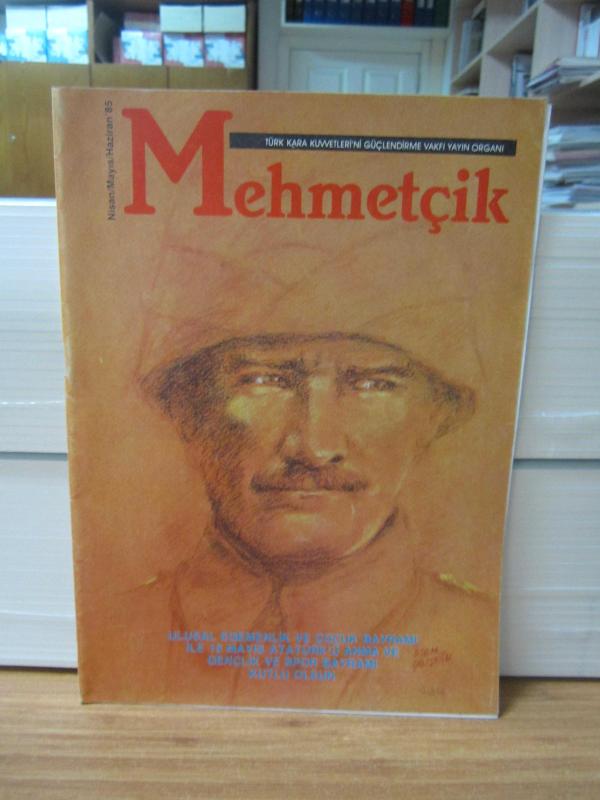 Nisan/Mayıs/Haziran '85
TÜRK KARA KUVVETLERİ'Nİ GÜÇLENDİRME VAKFI YAYIN ORGANI
Mehmetçik
ULUSAL EGEMENLİK VE ÇOCUK BAYRAMI
İLE 19 MAYIS ATATÜRK'Ü ANMA VE
GENÇLİK VE SPOR BAYRAMI
KUTLU OLSUN